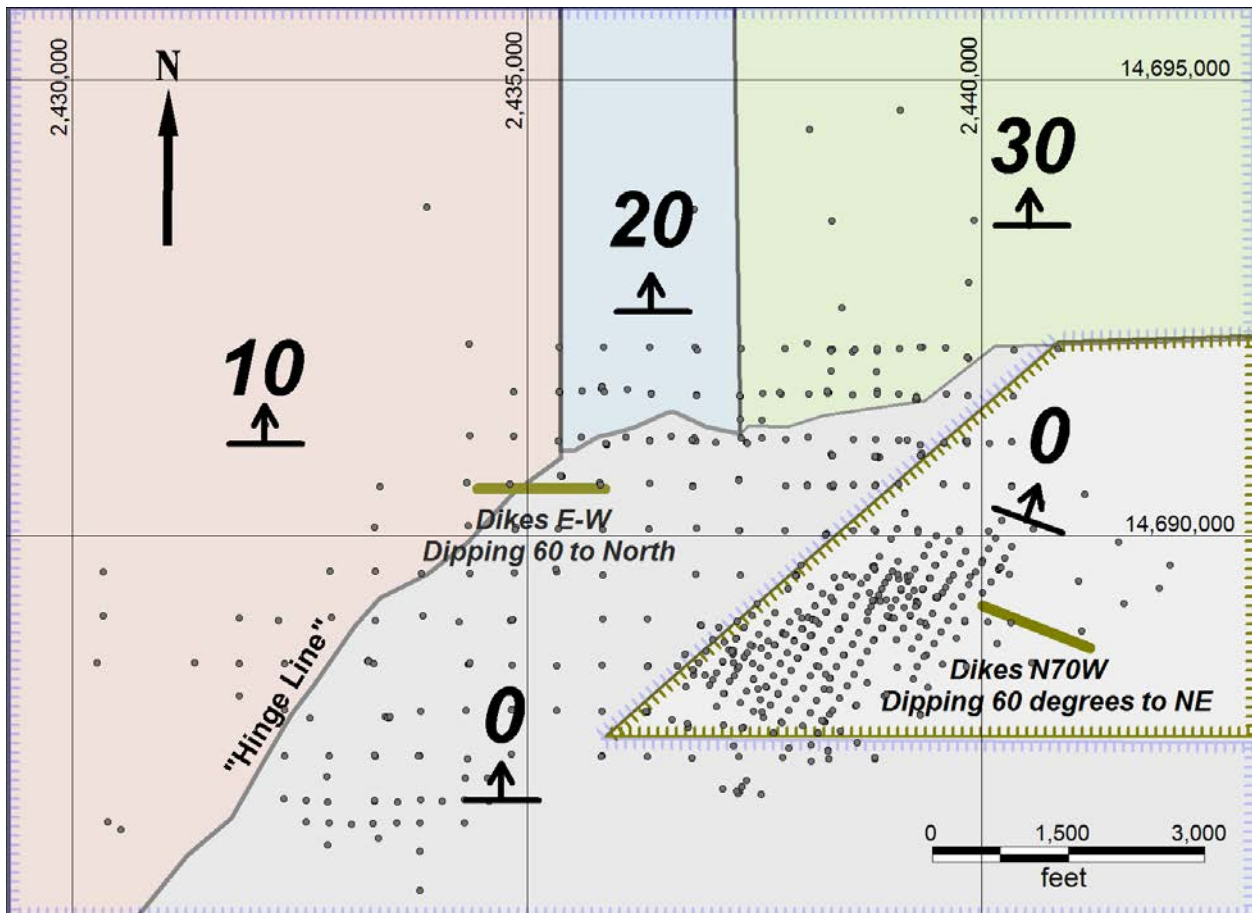 N
2,430,000
2,435,000
2,440,000
14,695,000
30
20
10
0
Dikes E-W
Dipping 60 to North
14,690,000
"Hinge Line"
Dikes N70W
Dipping 60 degrees to NE
0
0
1,500
3,000
feet